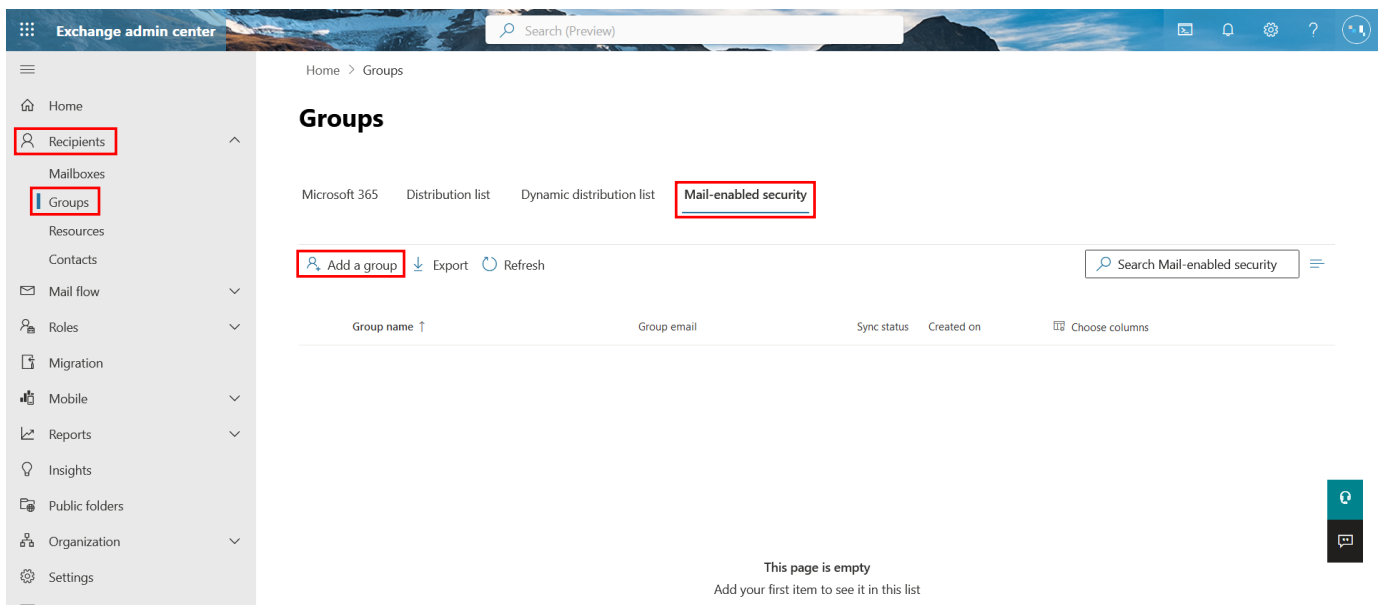 Exchange admin center
Search (Preview)
?
Home > Groups
Home
Recipients
Mailboxes
Groups
Resources
Contacts
Mail flow
Roles
Migration
Mobile
Reports
Insights
Public folders
Organization
Settings
Groups
Microsoft 365 Distribution list Dynamic distribution list Mail-enabled security
Add a group Export Refresh Search Mail-enabled security
Group name ↑ Group email Sync status Created on Choose columns
This page is empty
Add your first item to see it in this list